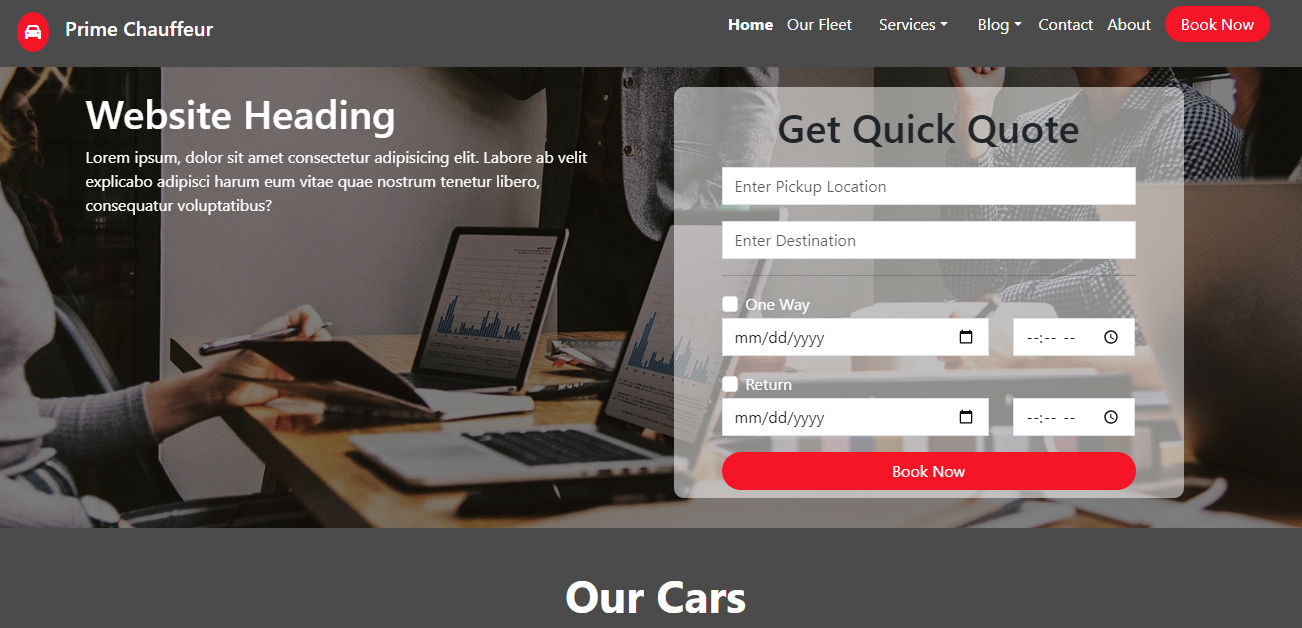 Prime Chauffeur
Home Our Fleet Services Blog Contact About Book Now
Website Heading
Lorem ipsum, dolor sit amet consectetur adipisicing elit. Labore ab velit
explicabo adipisci harum eum vitae quae nostrum tenetur libero,
consequatur voluptatibus?
Get Quick Quote
Enter Pickup Location
Enter Destination
One Way
mm/dd/yyyy --:-- --
Return
mm/dd/yyyy --:-- --
Book Now
Our Cars